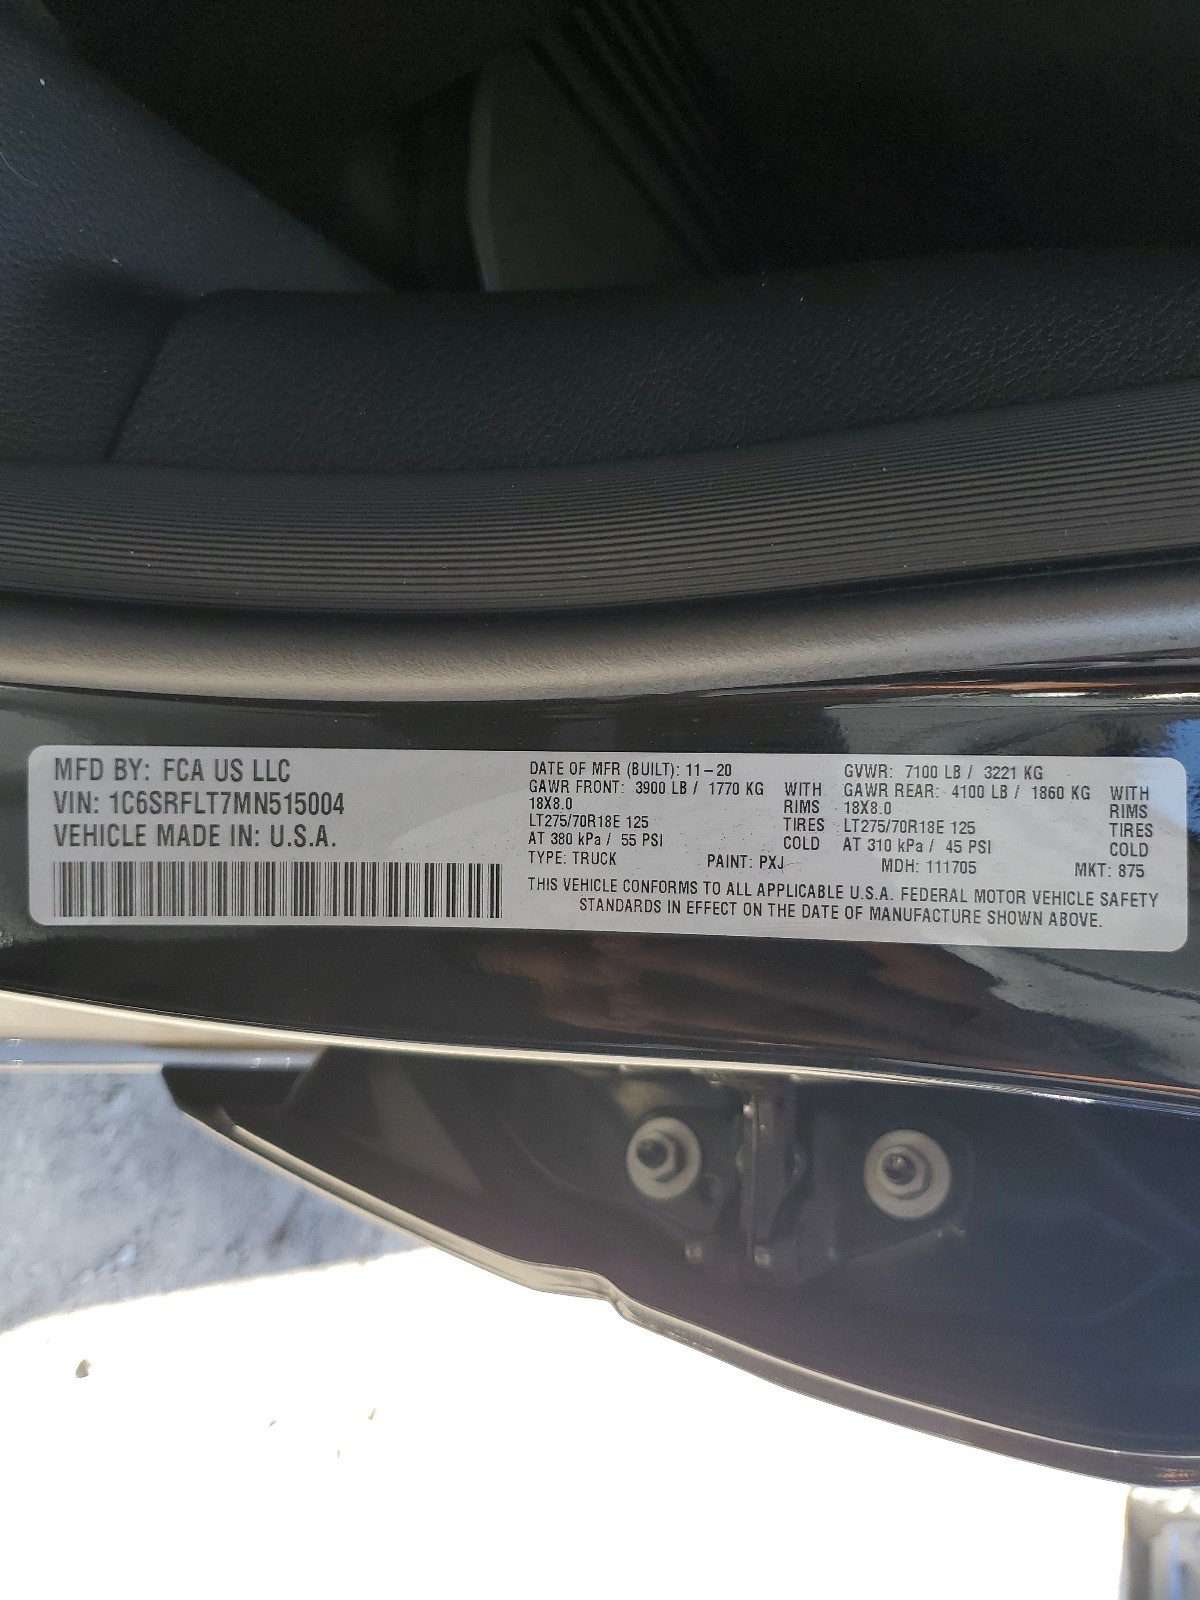 MFD BY: FCA US LLC
VIN: 1C6SRFLT7MN515004
VEHICLE MADE IN: U.S.A.
DATE OF MFR (BUILT): 11-20 GVWR: 7100 LB / 3221 KG
GAWR FRONT: 3900 LB / 1770 KG WITH GAWR REAR: 4100 LB / 1860 KG WITH
18X8.0 RIMS 18X8.0 RIMS
LT275/70R18E 125 TIRES LT275/70R18E 125 TIRES
AT 380 kPa / 55 PSI COLD AT 310 kPa / 45 PSI COLD
TYPE: TRUCK PAINT: PXJ MDH: 111705 MKT: 875
THIS VEHICLE CONFORMS TO ALL APPLICABLE U.S.A. FEDERAL MOTOR VEHICLE SAFETY
STANDARDS IN EFFECT ON THE DATE OF MANUFACTURE SHOWN ABOVE.